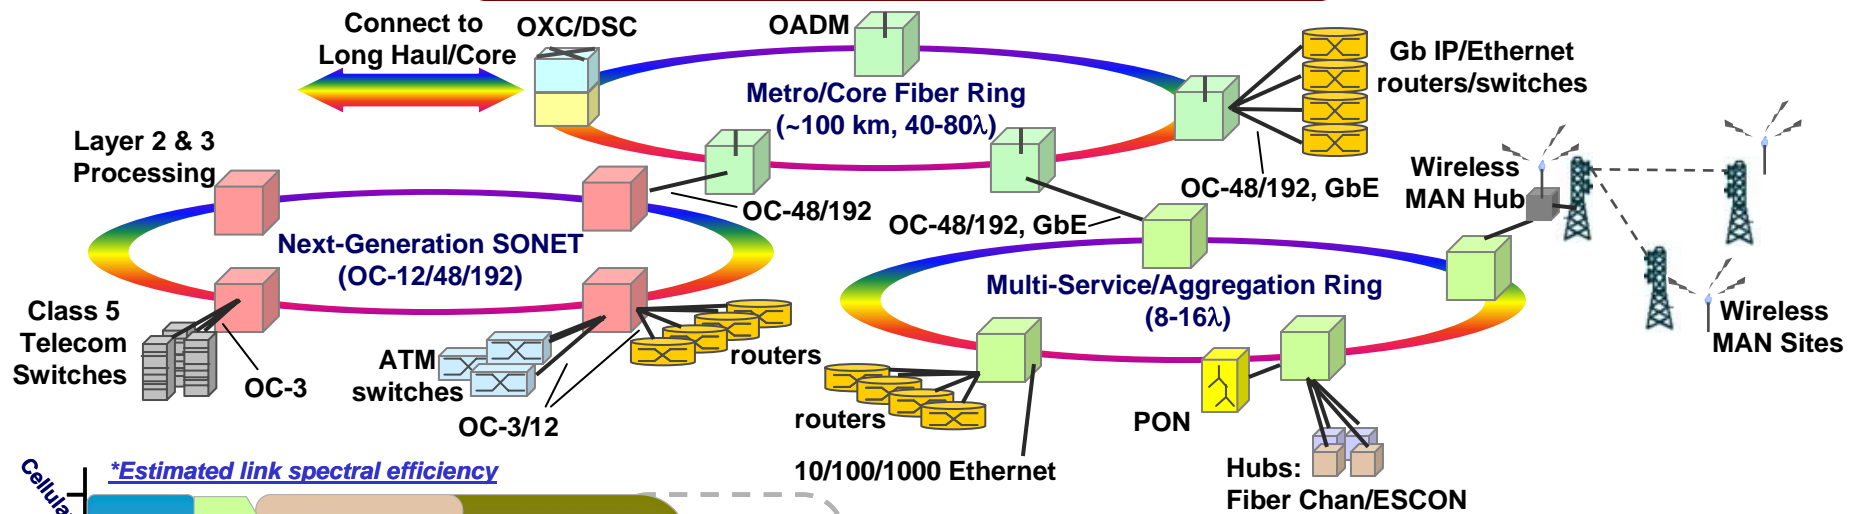 Connect to
Long Haul/Core
OXC/DSC
OADM
Gb IP/Ethernet
routers/switches
Metro/Core Fiber Ring
(~100 km, 40-80λ)
Layer 2 & 3
Processing
Wireless
MAN Hub
OC-48/192, GbE
OC-48/192
OC-48/192, GbE
Next-Generation SONET
(OC-12/48/192)
Multi-Service/Aggregation Ring
(8-16λ)
Class 5
Telecom
Switches
Wireless
MAN Sites
ATM
switches
routers
OC-3
OC-3/12
routers
PON
10/100/1000 Ethernet
Hubs:
Fiber Chan/ESCON
*Estimated link spectral efficiency